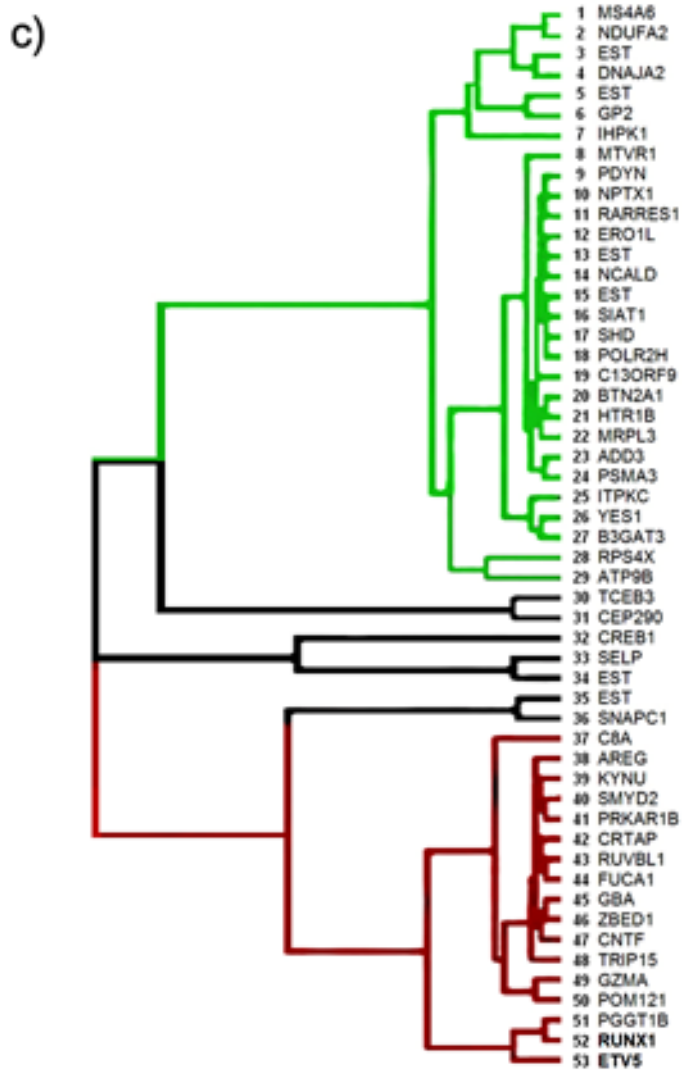 c)
1 MS4A6
2 NDUFA2
3 EST
4 DNAJA2
5 EST
6 GP2
7 IHPK1
8 MTVR1
9 PDYN
10 NPTX1
11 RARRES1
12 ERO1L
13 EST
14 NCALD
15 EST
16 SIAT1
17 SHD
18 POLR2H
19 C13ORF9
20 BTN2A1
21 HTR1B
22 MRPL3
23 ADD3
24 PSMA3
25 ITPKC
26 YES1
27 B3GAT3
28 RPS4X
29 ATP9B
30 TCEB3
31 CEP290
32 CREB1
33 SELP
34 EST
35 EST
36 SNAPC1
37 C8A
38 AREG
39 KYNU
40 SMYD2
41 PRKAR1B
42 CRTAP
43 RUVBL1
44 FUCA1
45 GBA
46 ZBED1
47 CNTF
48 TRIP15
49 GZMA
50 POM121
51 PGGT1B
52 RUNX1
53 ETV5